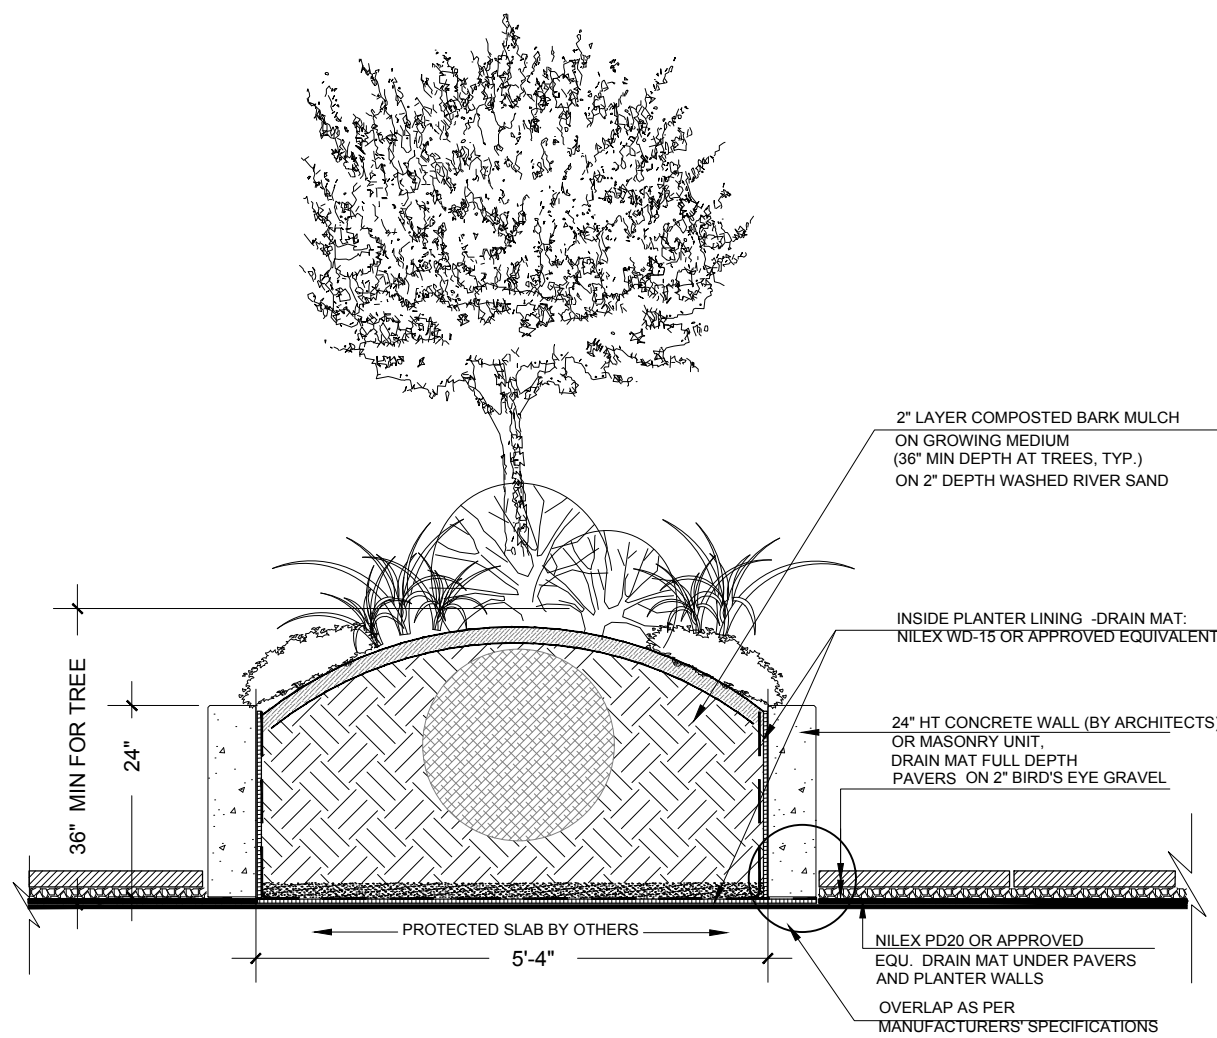 2" LAYER COMPOSTED BARK MULCH
ON GROWING MEDIUM
(36" MIN DEPTH AT TREES, TYP.)
ON 2" DEPTH WASHED RIVER SAND
INSIDE PLANTER LINING -DRAIN MAT:
NILEX WD-15 OR APPROVED EQUIVALENT
36" MIN FOR TREE
24"
24" HT CONCRETE WALL (BY ARCHITECTS)
OR MASONRY UNIT,
DRAIN MAT FULL DEPTH
PAVERS ON 2" BIRD'S EYE GRAVEL
PROTECTED SLAB BY OTHERS
5'-4"
NILEX PD20 OR APPROVED
EQU. DRAIN MAT UNDER PAVERS
AND PLANTER WALLS
OVERLAP AS PER
MANUFACTURERS' SPECIFICATIONS